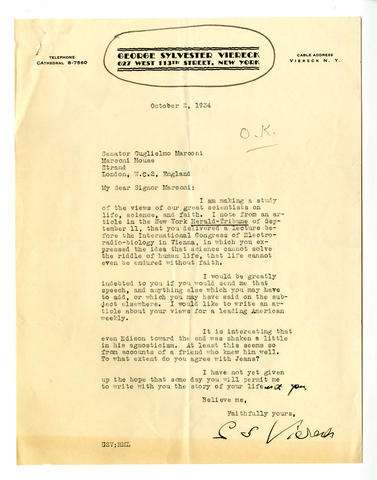 GEORGE SYLVESTER VIERECK
627 WEST 113TH STREET, NEW YORK
TELEPHONE
CATHEDRAL 8-7560
CABLE ADDRESS
VIERECK N. Y.
October 2, 1934
O.K.
Senator Guglielmo Marconi
Marconi House
Strand
London, W.C.2, England
My dear Signor Marconi:
I am making a study
of the views of our great scientists on
life, science, and faith. I note from an ar-
ticle in the New York Herald-Tribune of Sep-
tember 11, that you delivered a lecture be-
fore the International Congress of Electro-
radio-biology in Vienna, in which you ex-
pressed the idea that science cannot solve
the riddle of human life, that life cannot
even be endured without faith.
I would be greatly
indebted to you if you would send me that
speech, and anything else which you may have
to add, or which you may have said on the sub-
ject elsewhere. I would like to write an ar-
ticle about your views for a leading American
weekly.
It is interesting that
even Edison toward the end was shaken a little
in his agnosticism. At least this seems so
from accounts of a friend who knew him well.
To what extent do you agree with Jeans?
I have not yet given
up the hope that some day you will permit me
to write with you the story of your life
Believe me,
Faithfully yours,
G S Viereck
GSV:RML